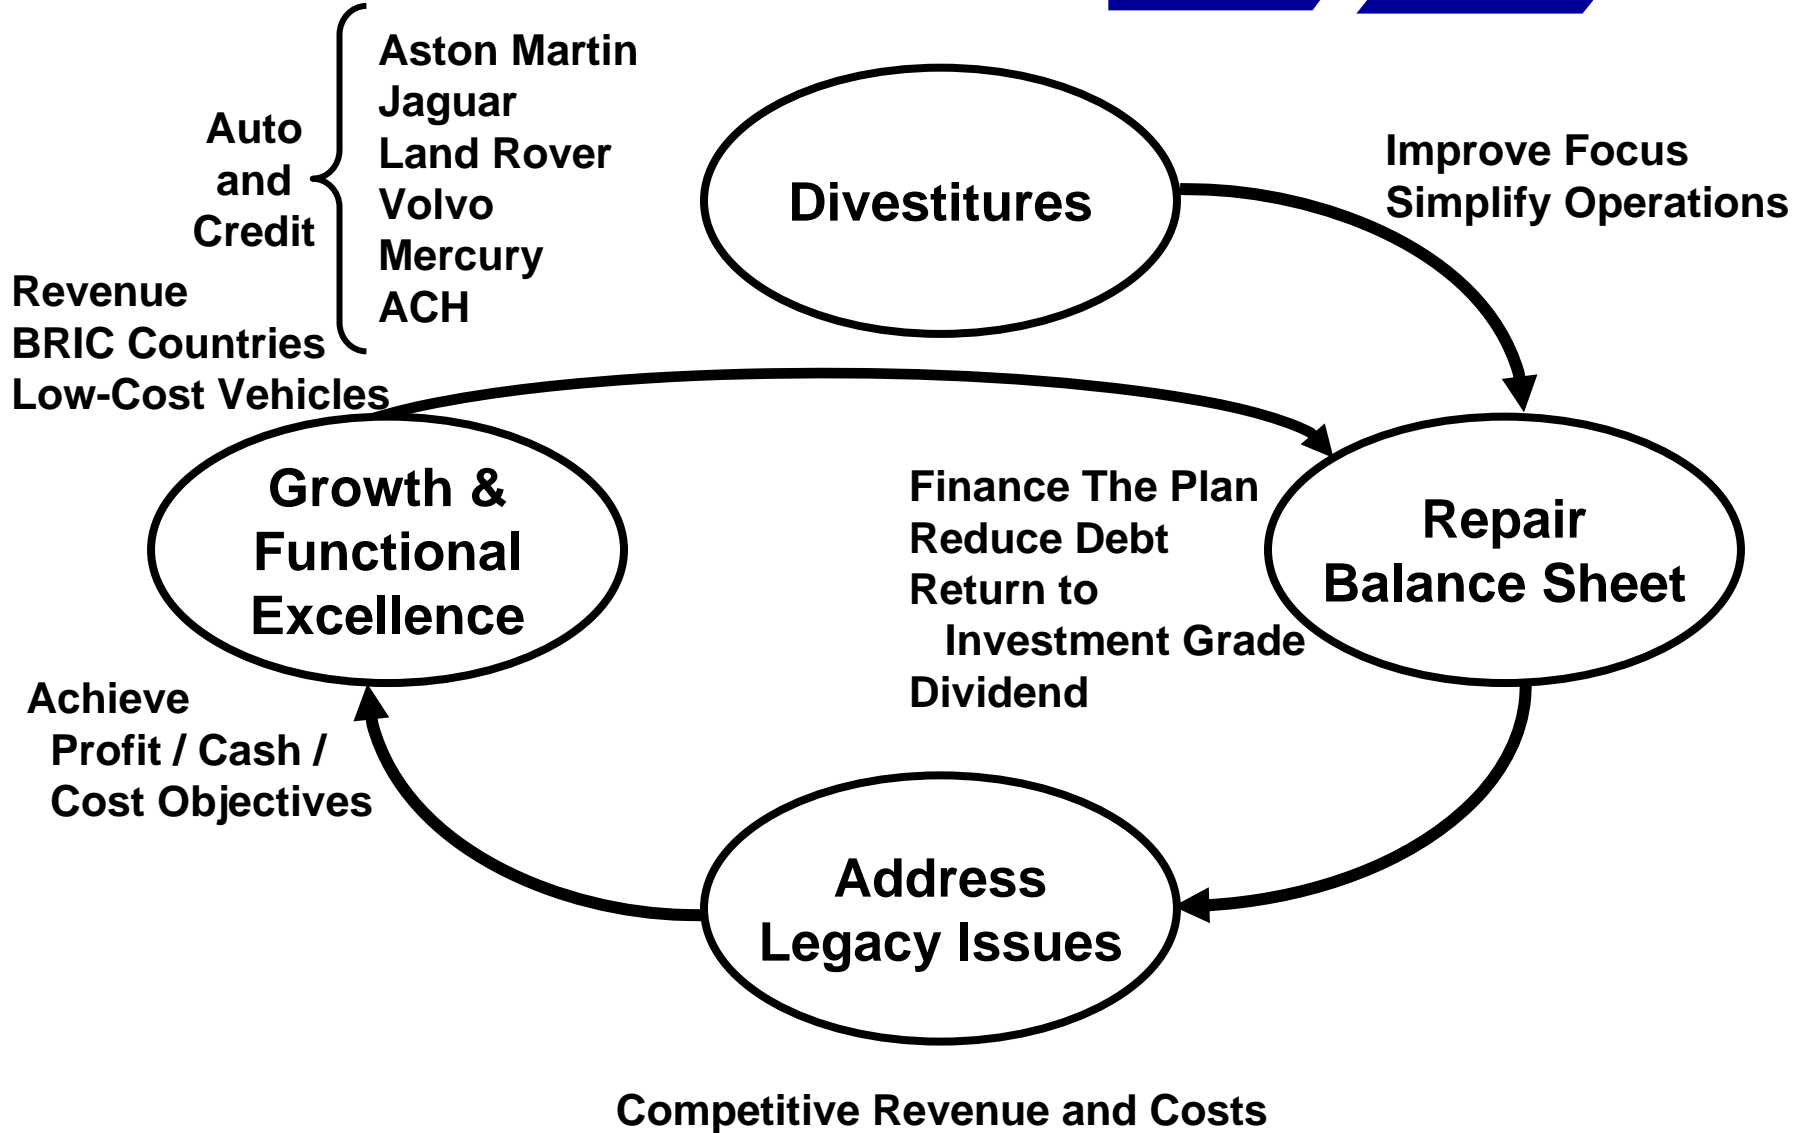 Aston Martin
Jaguar
Land Rover
Volvo
Mercury
ACH
Auto
and
Credit
Divestitures
Improve Focus
Simplify Operations
Revenue
BRIC Countries
Low-Cost Vehicles
Growth &
Functional
Excellence
Finance The Plan
Reduce Debt
Return to
Investment Grade
Dividend
Repair
Balance Sheet
Achieve
Profit / Cash /
Cost Objectives
Address
Legacy Issues
Competitive Revenue and Costs